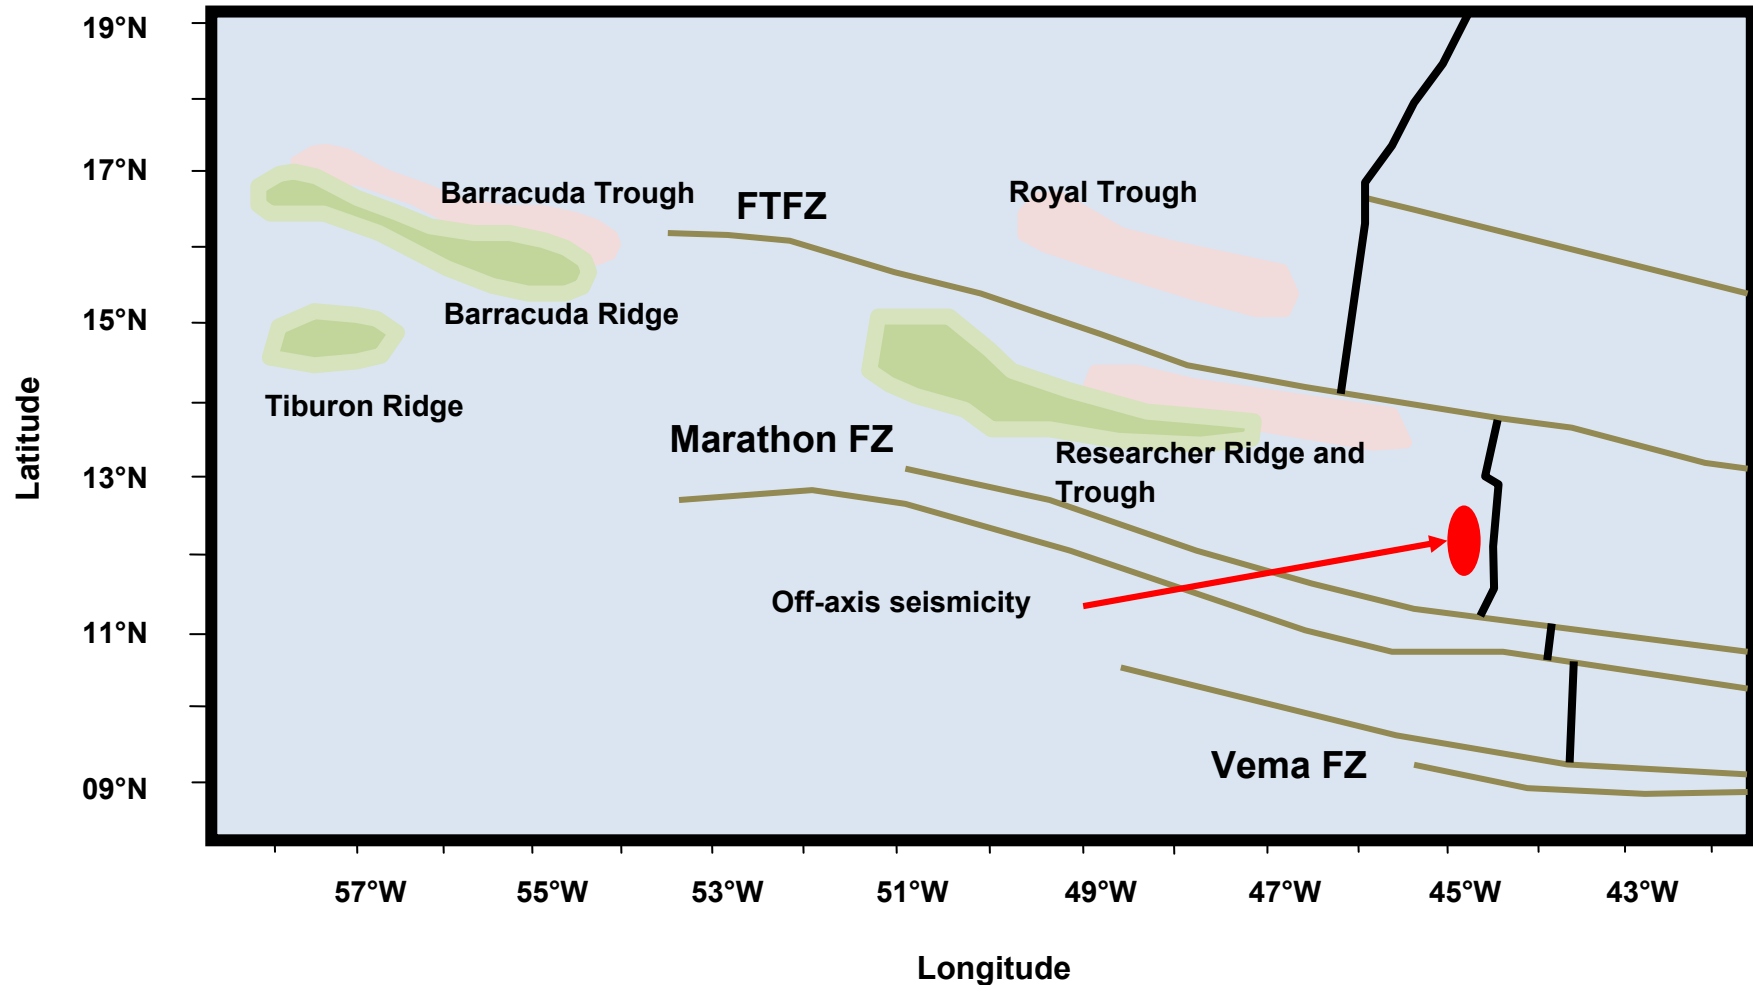 19°N
17°N
15°N
13°N
11°N
09°N
Latitude
Barracuda Trough
FTFZ
Royal Trough
Barracuda Ridge
Tiburon Ridge
Marathon FZ
Researcher Ridge and
Trough
Off-axis seismicity
Vema FZ
57°W
55°W
53°W
51°W
49°W
47°W
45°W
43°W
Longitude